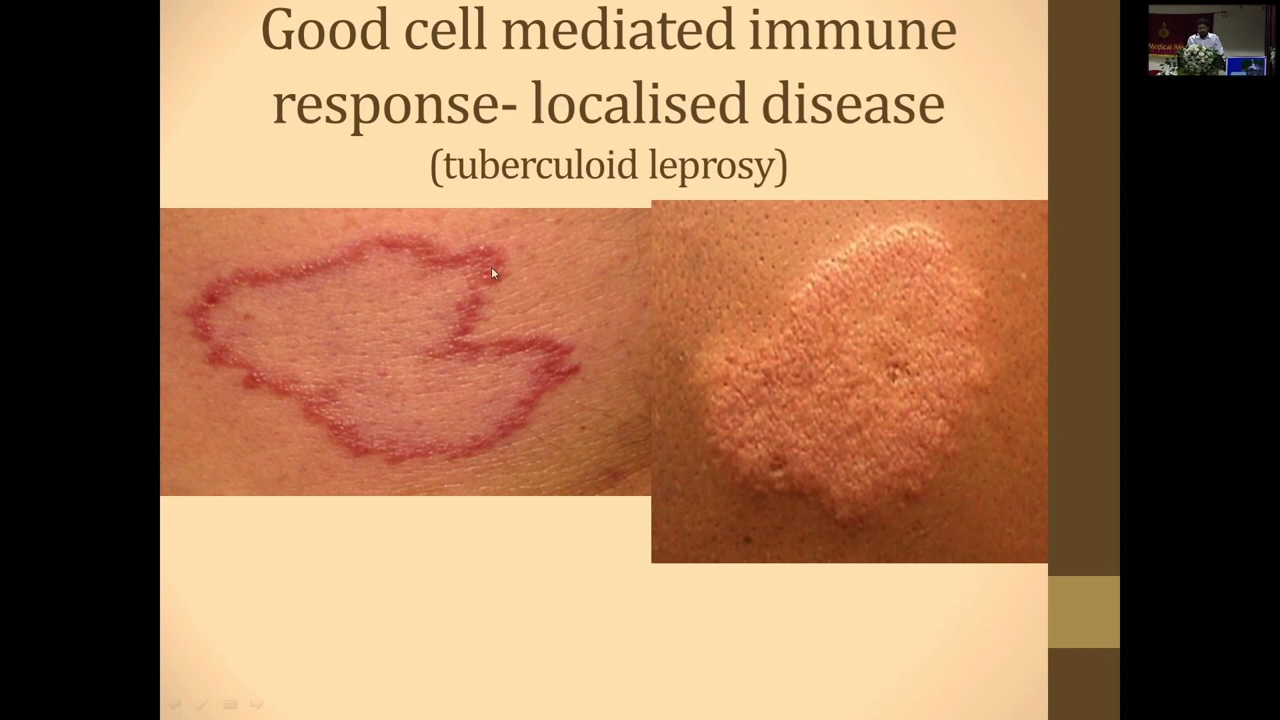 Good cell mediated immune
response- localised disease
(tuberculoid leprosy)